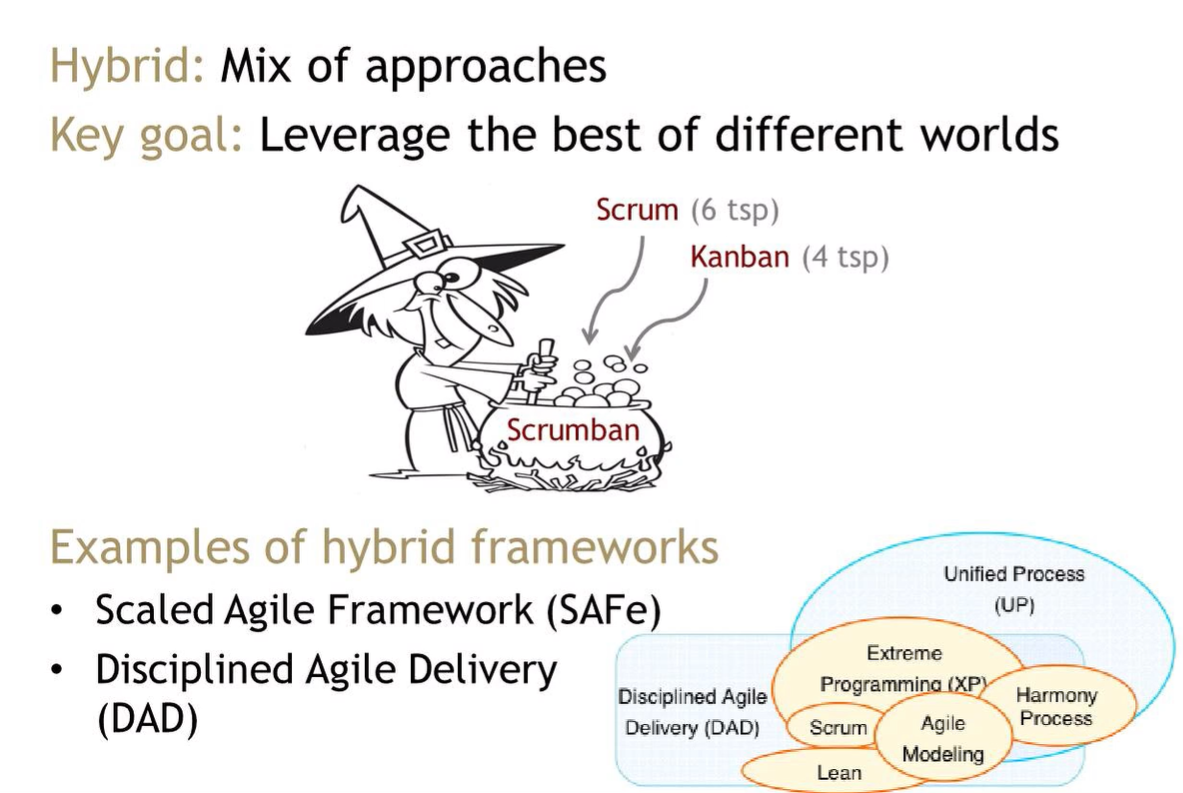 Hybrid: Mix of approaches
Key goal: Leverage the best of different worlds
Scrum (6 tsp)
Kanban (4 tsp)
Scrumban
Examples of hybrid frameworks
• Scaled Agile Framework (SAFe)
• Disciplined Agile Delivery
(DAD)
Unified Process
(UP)
Extreme
Programming (XP)
Disciplined Agile
Delivery (DAD)
Harmony
Process
Scrum
Agile
Modeling
Lean